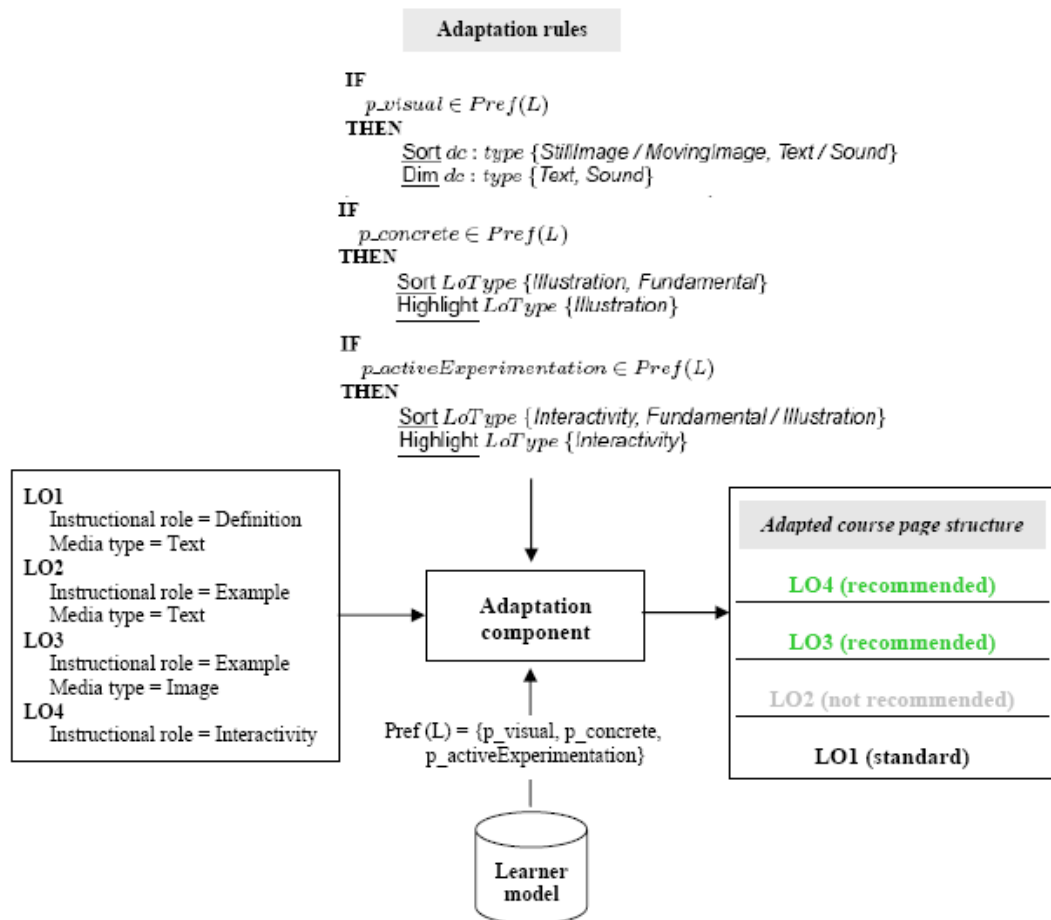 Adaptation rules
IF
p_visual ∈ Pref(L)
THEN
Sort dc : type {StillImage / MovingImage, Text / Sound}
Dim dc : type {Text, Sound}
IF
p_concrete ∈ Pref(L)
THEN
Sort LoType {Illustration, Fundamental}
Highlight LoType {Illustration}
IF
p_activeExperimentation ∈ Pref(L)
THEN
Sort LoType {Interactivity, Fundamental / Illustration}
Highlight LoType {Interactivity}
LO1
Instructional role = Definition
Media type = Text
LO2
Instructional role = Example
Media type = Text
LO3
Instructional role = Example
Media type = Image
LO4
Instructional role = Interactivity
Adaptation
component
Pref (L) = {p_visual, p_concrete,
p_activeExperimentation}
Learner
model
Adapted course page structure
LO4 (recommended)
LO3 (recommended)
LO2 (not recommended)
LO1 (standard)